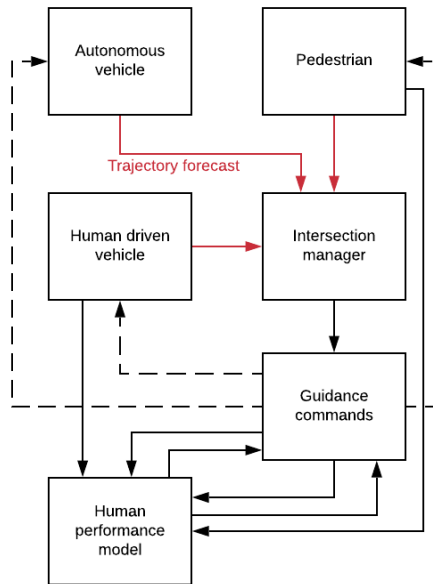 Autonomous
vehicle
Pedestrian
Trajectory forecast
Human driven
vehicle
Intersection
manager
Guidance
commands
Human
performance
model